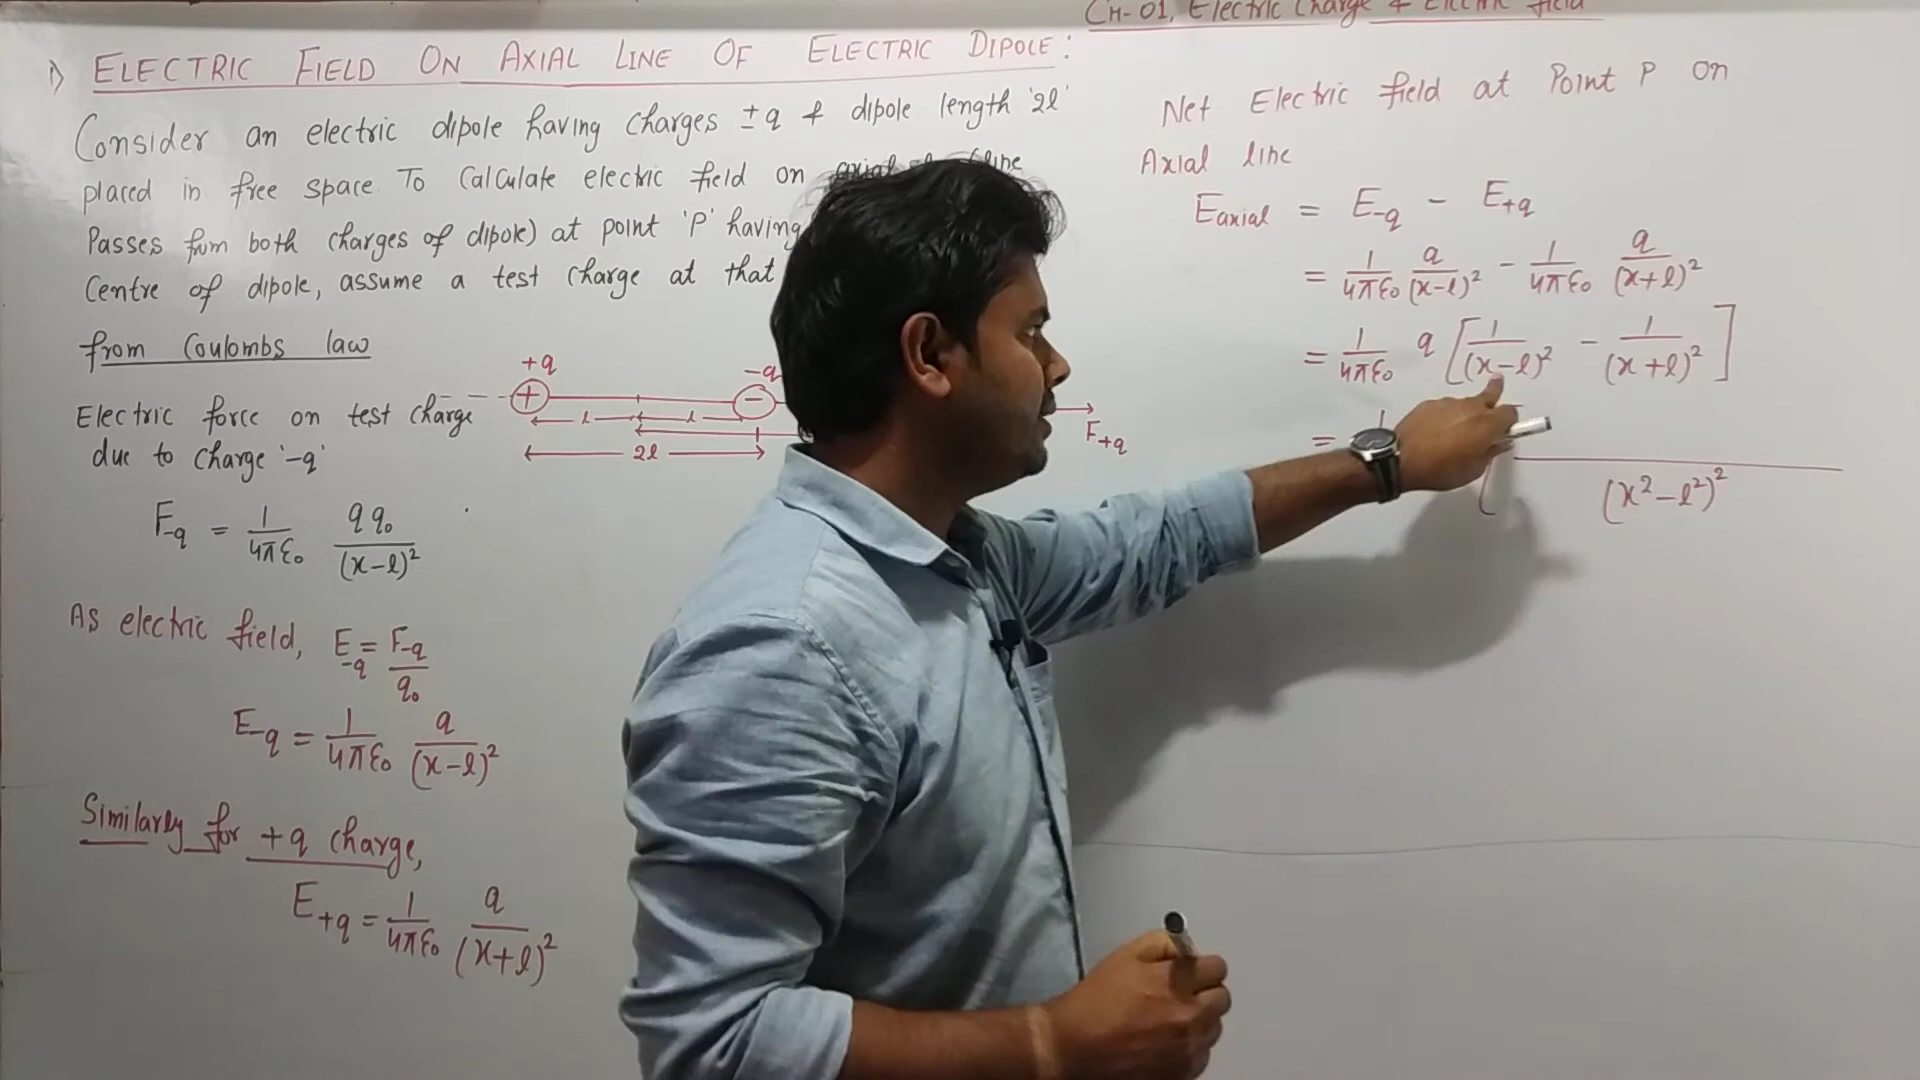 CH-01, Electric Charge & Electric field
1) ELECTRIC FIELD ON AXIAL LINE OF ELECTRIC DIPOLE:
Consider an electric dipole having charges ±q & dipole length '2l'
placed in free space. To Calculate electric field on axial line
Passes from both charges of dipole) at point 'P' having
Centre of dipole, assume a test charge at that
from Coulombs law
Electric force on test charge
due to charge '-q'
F-q = 1/4πε₀ qq₀/(x-l)²
As electric field, E-q = F-q/q₀
E-q = 1/4πε₀ q/(x-l)²
Similarly for +q charge,
E+q = 1/4πε₀ q/(x+l)²
+q -q
+ -
l l
2l
F+q
Net Electric field at Point P on
Axial line
Eaxial = E-q - E+q
= 1/4πε₀ q/(x-l)² - 1/4πε₀ q/(x+l)²
= 1/4πε₀ q [1/(x-l)² - 1/(x+l)²]
= 1
(x²-l²)²